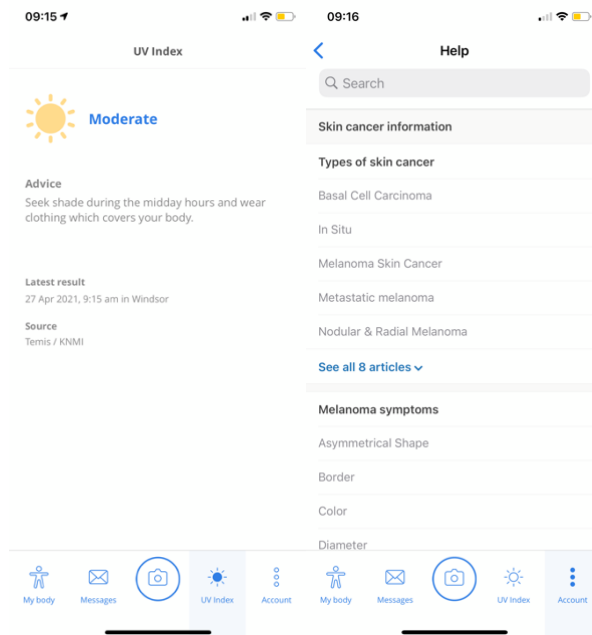 09:15
UV Index
Moderate
Advice
Seek shade during the midday hours and wear
clothing which covers your body.
Latest result
27 Apr 2021, 9:15 am in Windsor
Source
Temis / KNMI
My body
Messages
UV Index
Account
09:16
Help
Search
Skin cancer information
Types of skin cancer
Basal Cell Carcinoma
In Situ
Melanoma Skin Cancer
Metastatic melanoma
Nodular & Radial Melanoma
See all 8 articles
Melanoma symptoms
Asymmetrical Shape
Border
Color
Diameter
My body
Messages
UV Index
Account